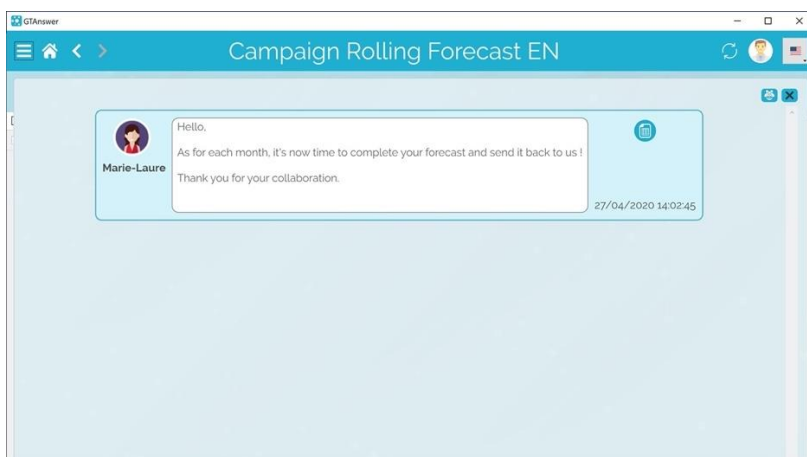 GTAnswer
Campaign Rolling Forecast EN
Hello,
As for each month, it's now time to complete your forecast and send it back to us !
Marie-Laure
Thank you for your collaboration.
27/04/2020 14:02:45